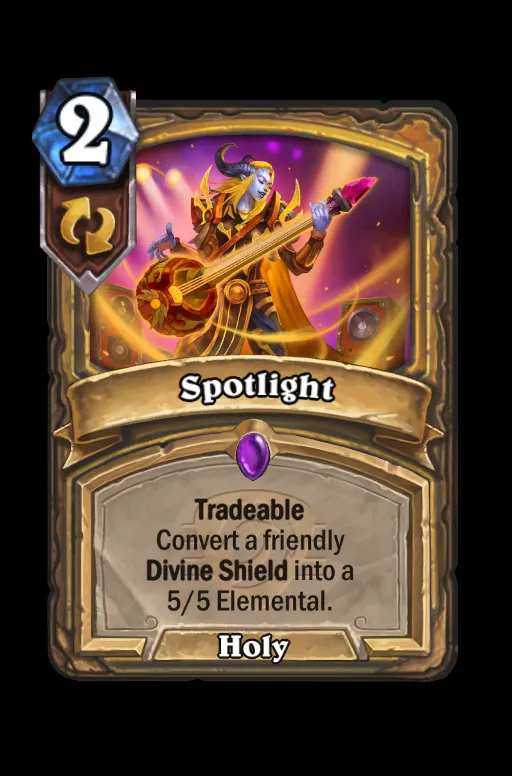 2
Spotlight
Tradeable
Convert a friendly
Divine Shield into a
5/5 Elemental.
Holy